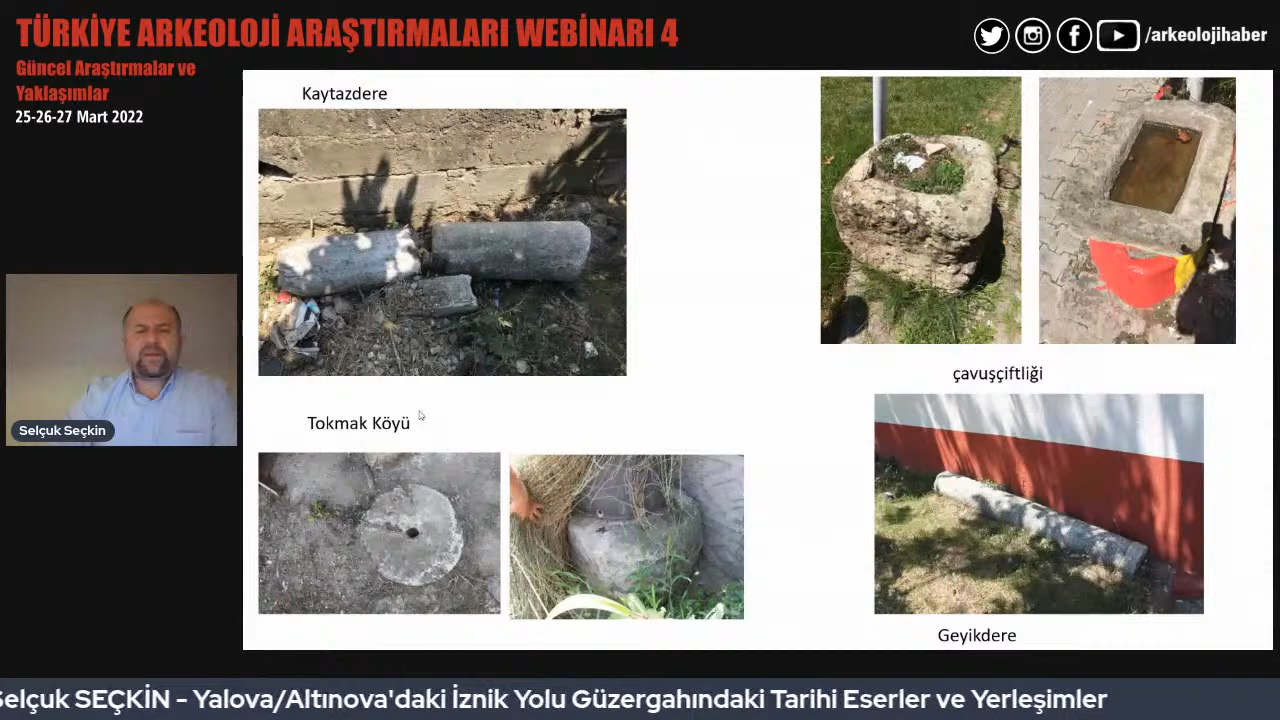 TÜRKİYE ARKEOLOJİ ARAŞTIRMALARI WEBİNARI 4
/arkeolojihaber
Güncel Araştırmalar ve
Yaklaşımlar
25-26-27 Mart 2022
Kaytazdere
çavuşçiftliği
Tokmak Köyü
Selçuk Seçkin
Geyikdere
Selçuk SEÇKİN - Yalova/Altınova'daki İznik Yolu Güzergahındaki Tarihi Eserler ve Yerleşimler